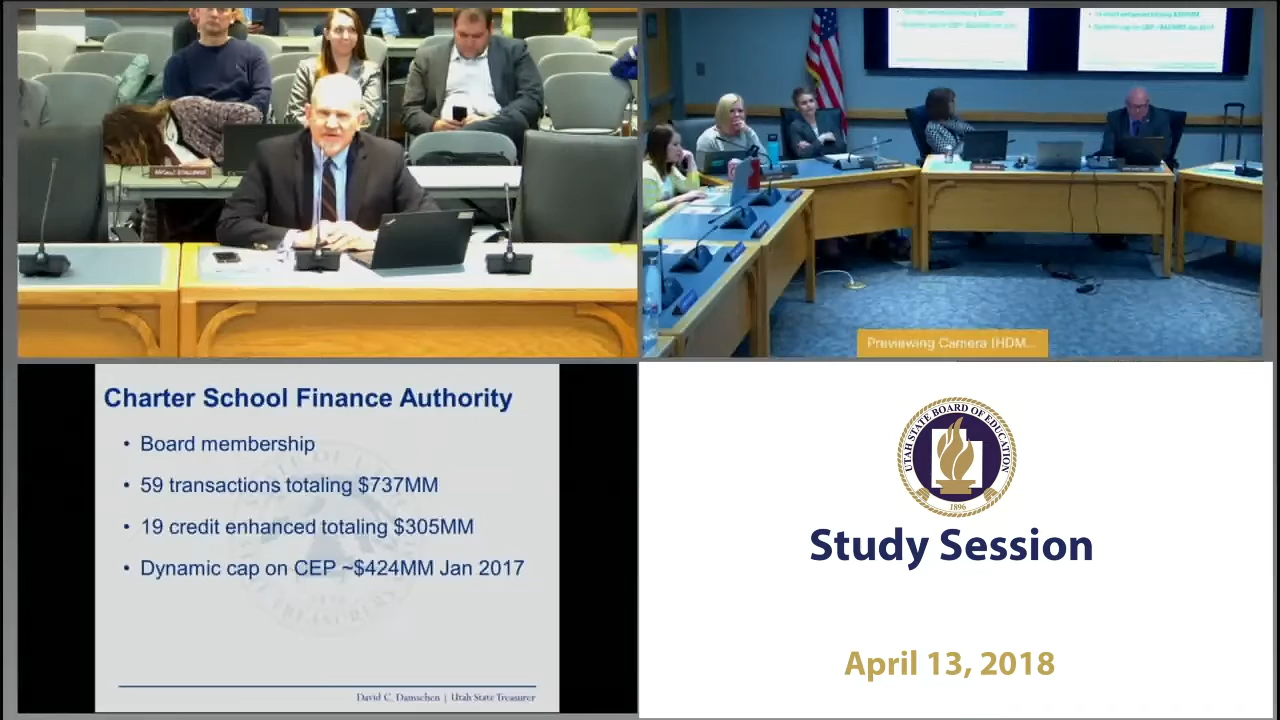 Previewing Camera (HDM...
Charter School Finance Authority
• Board membership
• 59 transactions totaling $737MM
• 19 credit enhanced totaling $305MM
• Dynamic cap on CEP ~$424MM Jan 2017
David C. Damschen | Utah State Treasurer
UTAH STATE BOARD OF EDUCATION
1896
Study Session
April 13, 2018